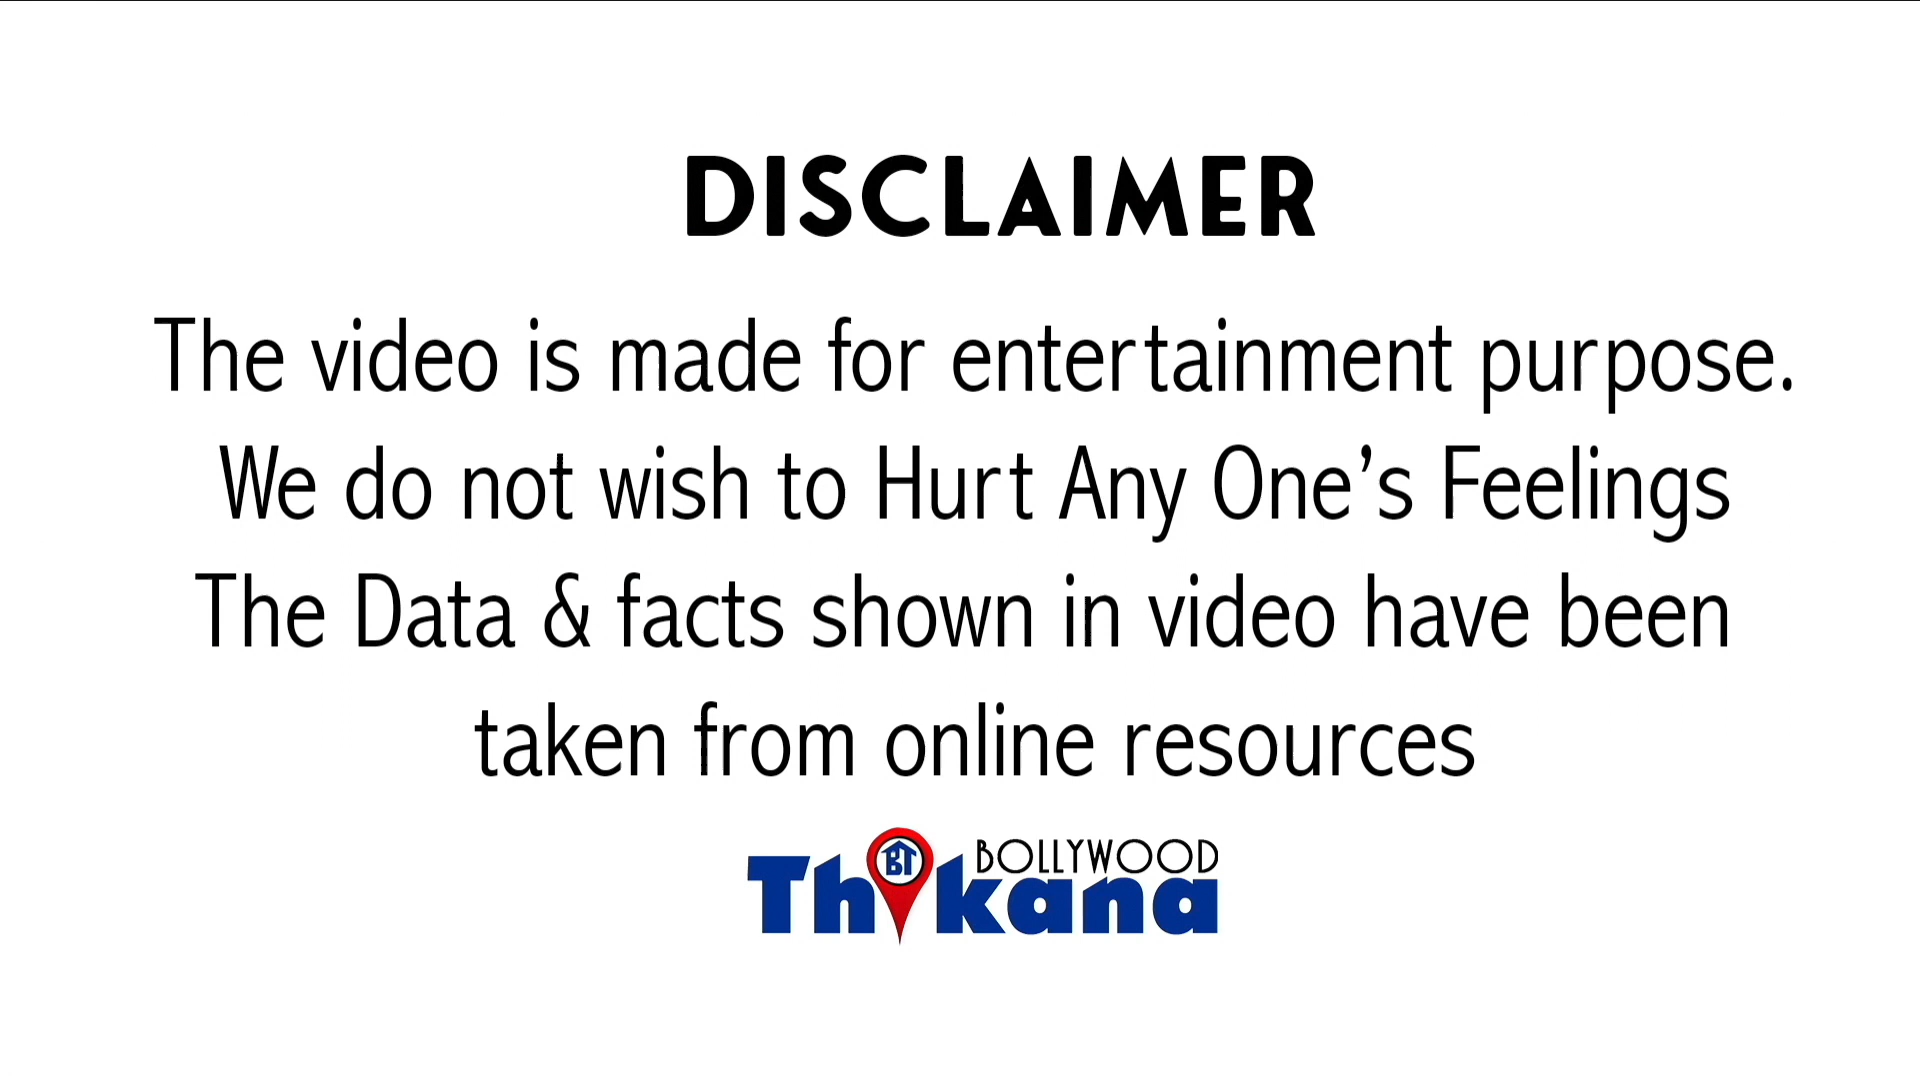 DISCLAIMER
The video is made for entertainment purpose.
We do not wish to Hurt Any One’s Feelings
The Data & facts shown in video have been
taken from online resources
BT
BOLLYWOOD
Thikana